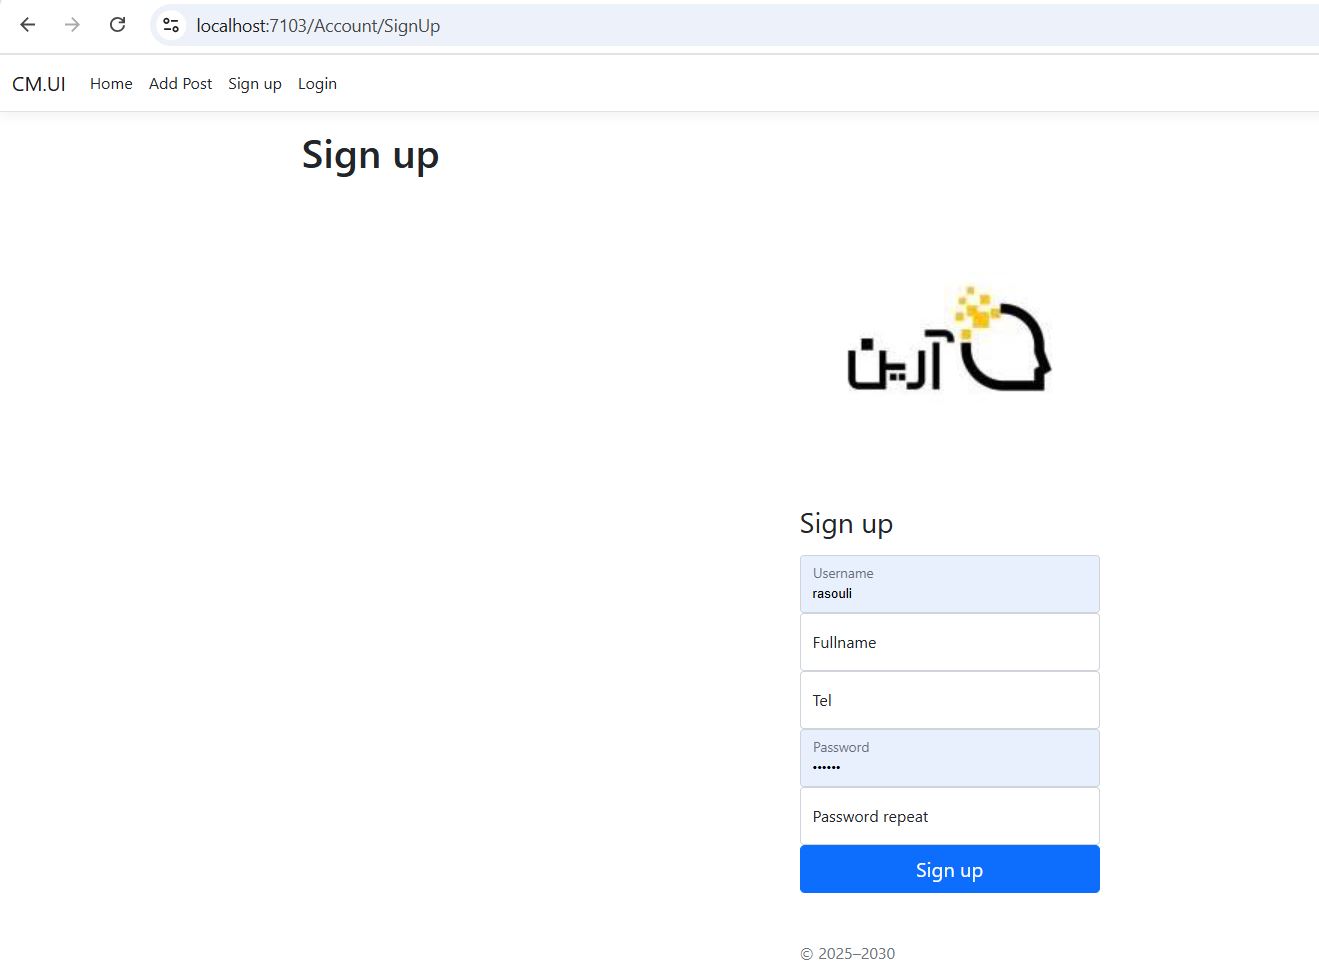 localhost:7103/Account/SignUp
CM.UI Home Add Post Sign up Login
Sign up
آرین
Sign up
Username
rasouli
Fullname
Tel
Password
••••••
Password repeat
Sign up
© 2025–2030